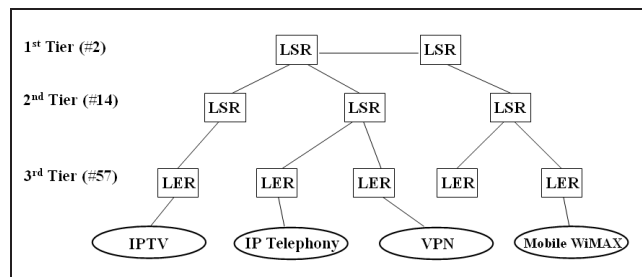 1st Tier (#2)
LSR LSR
2nd Tier (#14)
LSR LSR LSR
3rd Tier (#57)
LER LER LER LER LER
IPTV IP Telephony VPN Mobile WiMAX